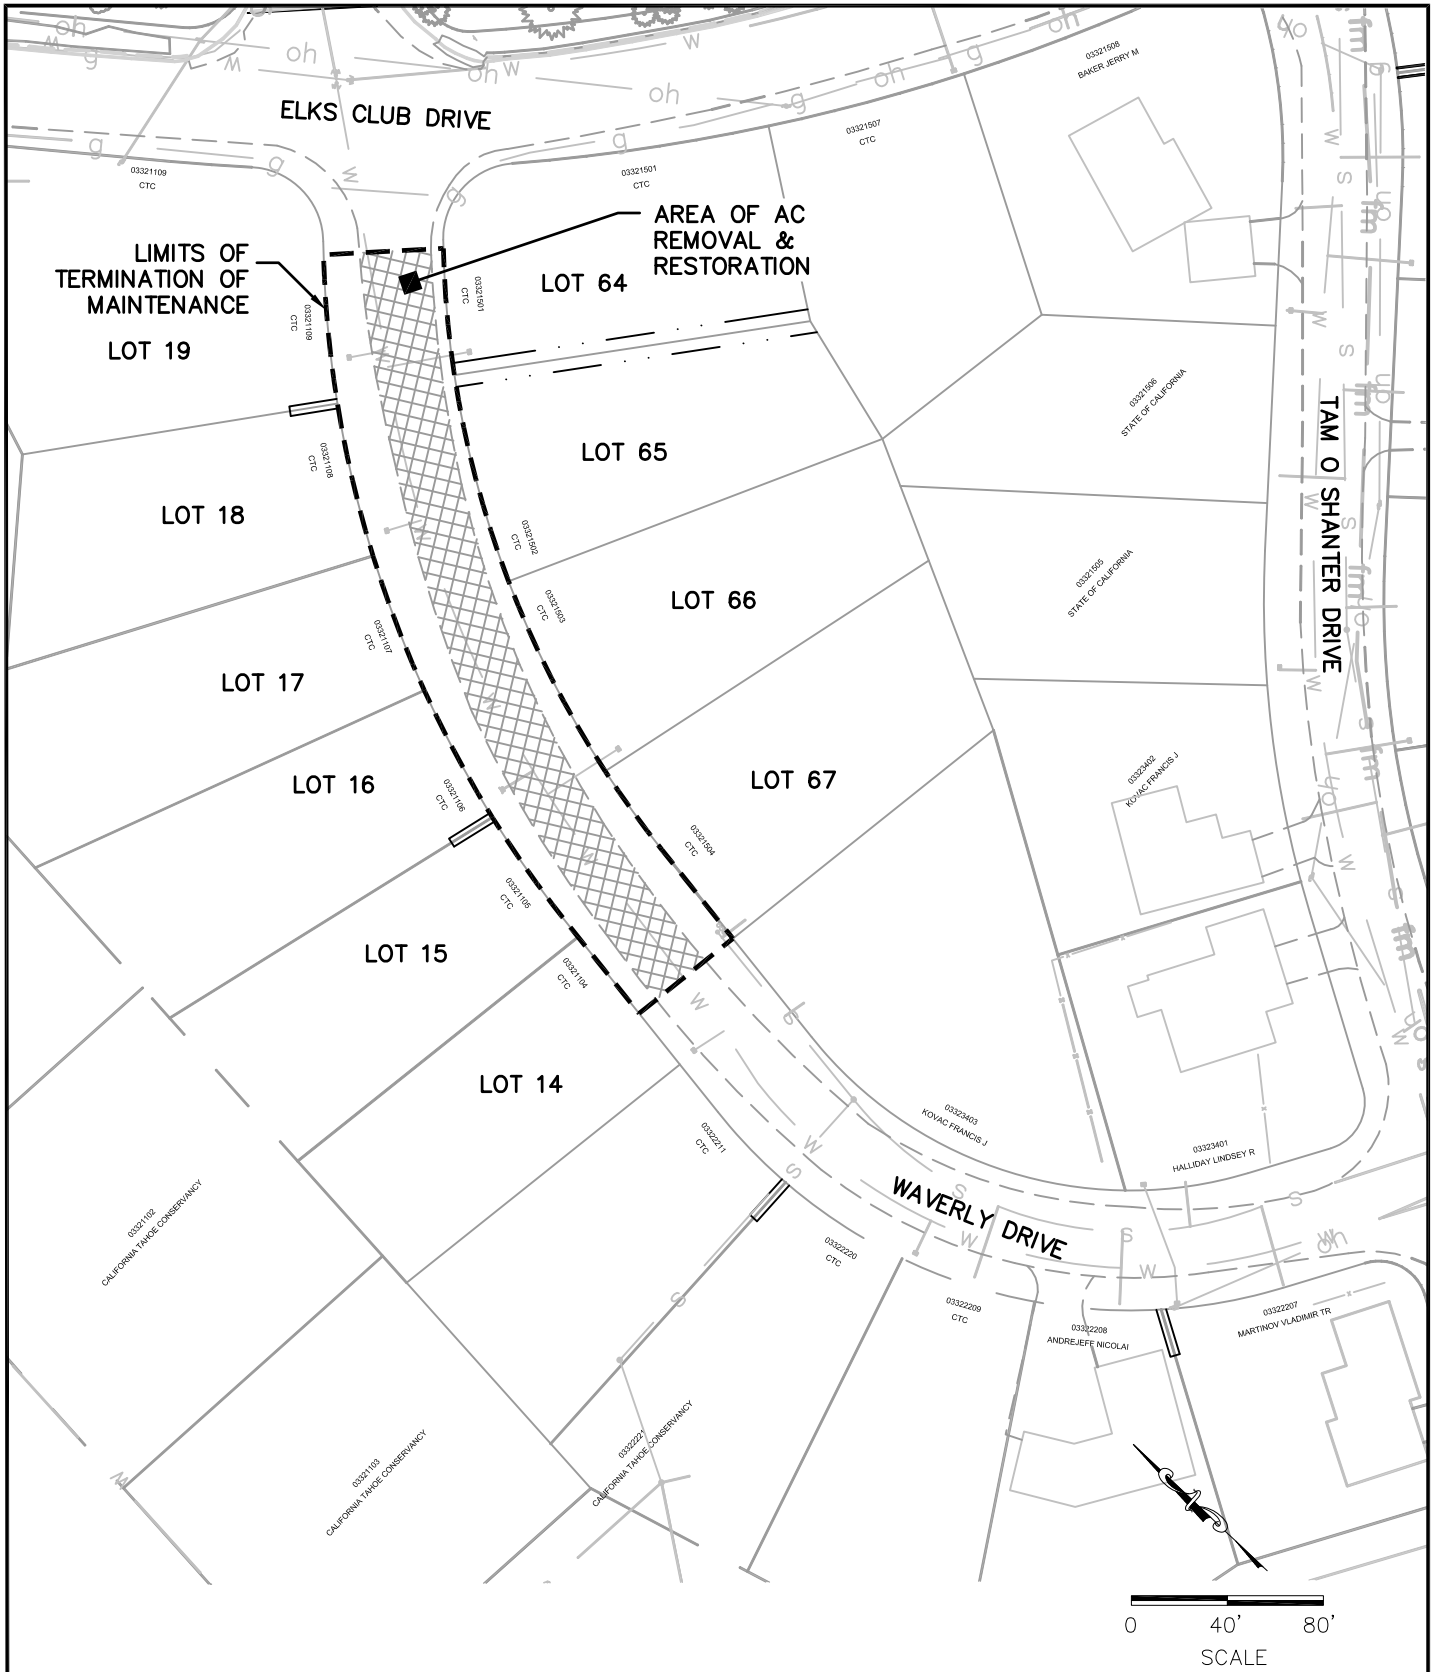 ELKS CLUB DRIVE
03321508
BAKER JERRY M
03321507
CTC
03321109
CTC
03321501
CTC
AREA OF AC
REMOVAL &
RESTORATION
LIMITS OF
TERMINATION OF
MAINTENANCE
LOT 64
03321501
CTC
03321109
CTC
LOT 19
03321506
STATE OF CALIFORNIA
TAM O SHANTER DRIVE
LOT 65
03321108
CTC
LOT 18
03321502
CTC
03321505
STATE OF CALIFORNIA
LOT 66
03321503
CTC
03321107
CTC
LOT 17
LOT 67
03323402
KOVAC FRANCIS J
LOT 16
03321106
CTC
03321504
CTC
03321105
CTC
LOT 15
03321104
CTC
LOT 14
03322211
CTC
03323403
KOVAC FRANCIS J
03323401
HALLIDAY LINDSEY R
WAVERLY DRIVE
03321102
CALIFORNIA TAHOE CONSERVANCY
03322220
CTC
03322209
CTC
03322208
ANDREJEFF NICOLAI
03322207
MARTINOV VLADIMIR TR
03321103
CALIFORNIA TAHOE CONSERVANCY
03322221
CALIFORNIA TAHOE CONSERVANCY
0 40' 80'
SCALE